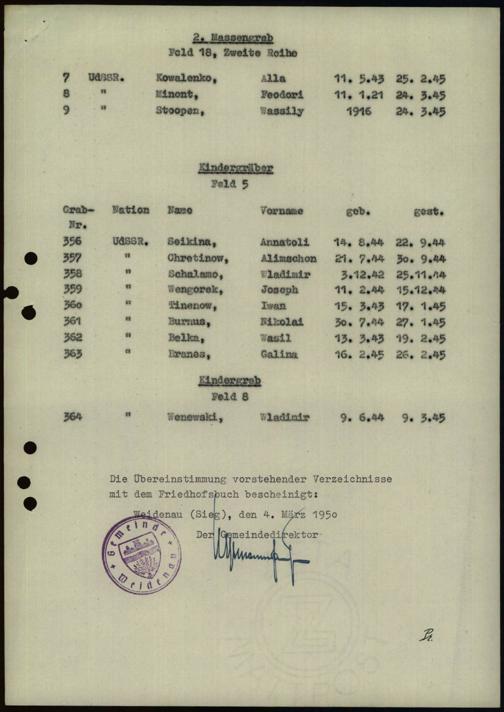 2. Massengrab
Feld 18, Zweite Reihe
7 UdSSR. Kowalenko, Alla 11. 5.43 25. 2.45
8 " Minont, Feodori 11. 1.21 24. 3.45
9 " Stoopen, Wassily 1916 24. 3.45
Kindergräber
Feld 5
Grab- Nation Name Vorname geb. gest.
Nr.
356 UdSSR. Seikina, Annatoli 14. 8.44 22. 9.44
357 " Chretinow, Alimschon 21. 7.44 30. 9.44
358 " Schalamo, Wladimir 3.12.42 25.11.44
359 " Wengorek, Joseph 11. 2.44 15.12.44
360 " Tinenow, Iwan 15. 3.43 17. 1.45
361 " Burnus, Nikolai 30. 7.44 27. 1.45
362 " Belka, Wasil 13. 3.43 19. 2.45
363 " Branes, Galina 16. 2.45 26. 2.45
Kindergrab
Feld 8
364 " Wenewski, Wladimir 9. 6.44 9. 3.45
Die Übereinstimmung vorstehender Verzeichnisse
mit dem Friedhofsbuch bescheinigt:
Weidenau (Sieg), den 4. März 1950
Der Gemeindedirektor
Gemeinde
Weidenau